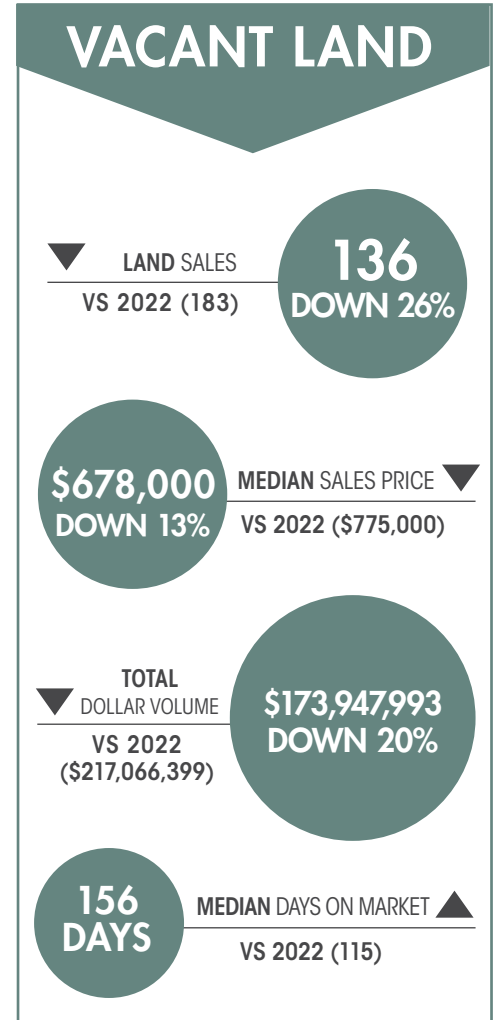 VACANT LAND
LAND SALES
VS 2022 (183)
136
DOWN 26%
$678,000
DOWN 13%
MEDIAN SALES PRICE
VS 2022 ($775,000)
TOTAL
DOLLAR VOLUME
VS 2022
($217,066,399)
$173,947,993
DOWN 20%
156
DAYS
MEDIAN DAYS ON MARKET
VS 2022 (115)